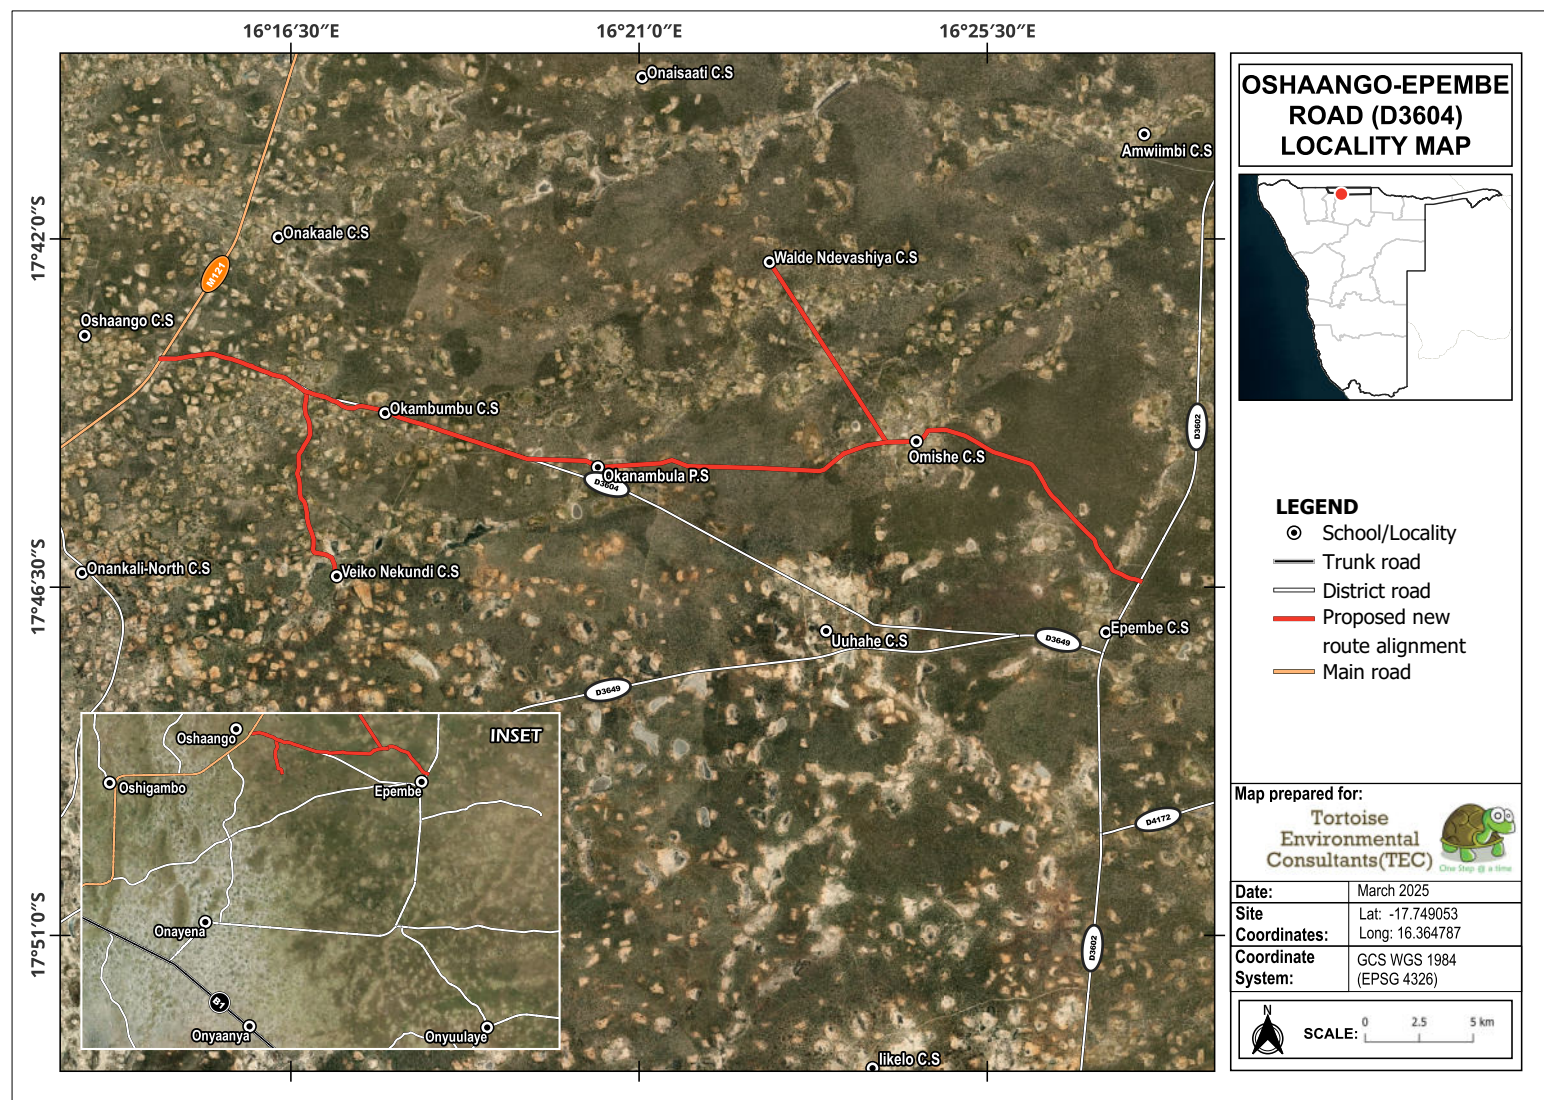 16°16′30″E
16°21′0″E
16°25′30″E
17°42′0″S
17°46′30″S
17°51′0″S
Onaisaati C.S
Amwiimbi C.S
Onakaale C.S
M121
Walde Ndevashiya C.S
Oshaango C.S
Okambumbu C.S
D3602
Omishe C.S
Okanambula P.S
D3604
Onankali-North C.S
Veiko Nekundi C.S
Epembe C.S
Uuhahe C.S
D3649
D3649
D4172
D3602
Iikelo C.S
INSET
Oshaango
Oshigambo
Epembe
Onayena
B1
Onyaanya
Onyuulaye
OSHAANGO-EPEMBE
ROAD (D3604)
LOCALITY MAP
LEGEND
School/Locality
Trunk road
District road
Proposed new
route alignment
Main road
Map prepared for:
Tortoise
Environmental
Consultants(TEC)
One Step @ a time
Date: March 2025
Site Lat: -17.749053
Coordinates: Long: 16.364787
Coordinate GCS WGS 1984
System: (EPSG 4326)
N
SCALE: 0 2.5 5 km